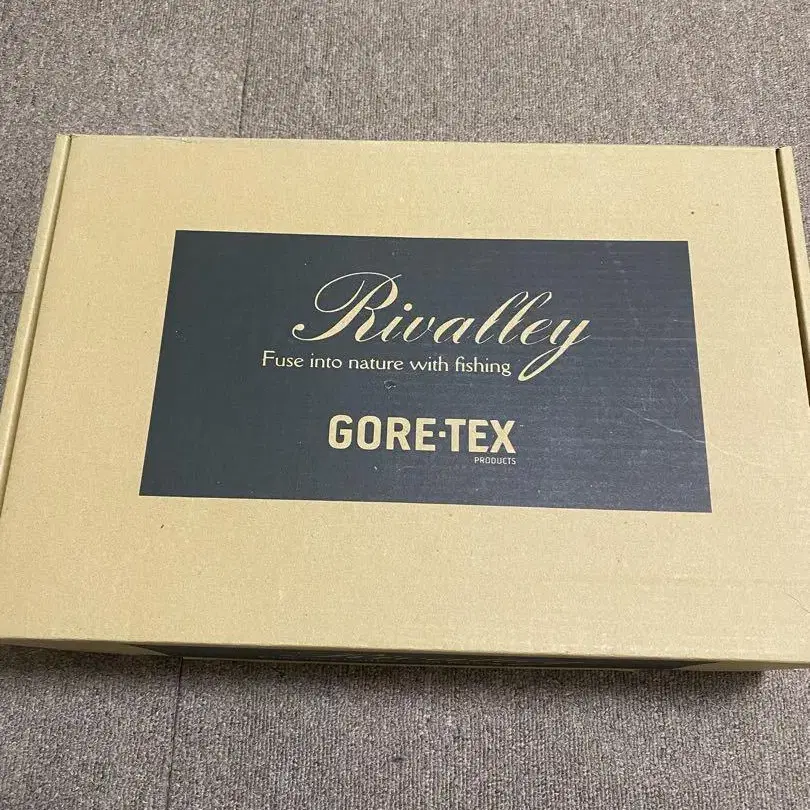 Rivalley
Fuse into nature with fishing
GORE-TEX
PRODUCTS